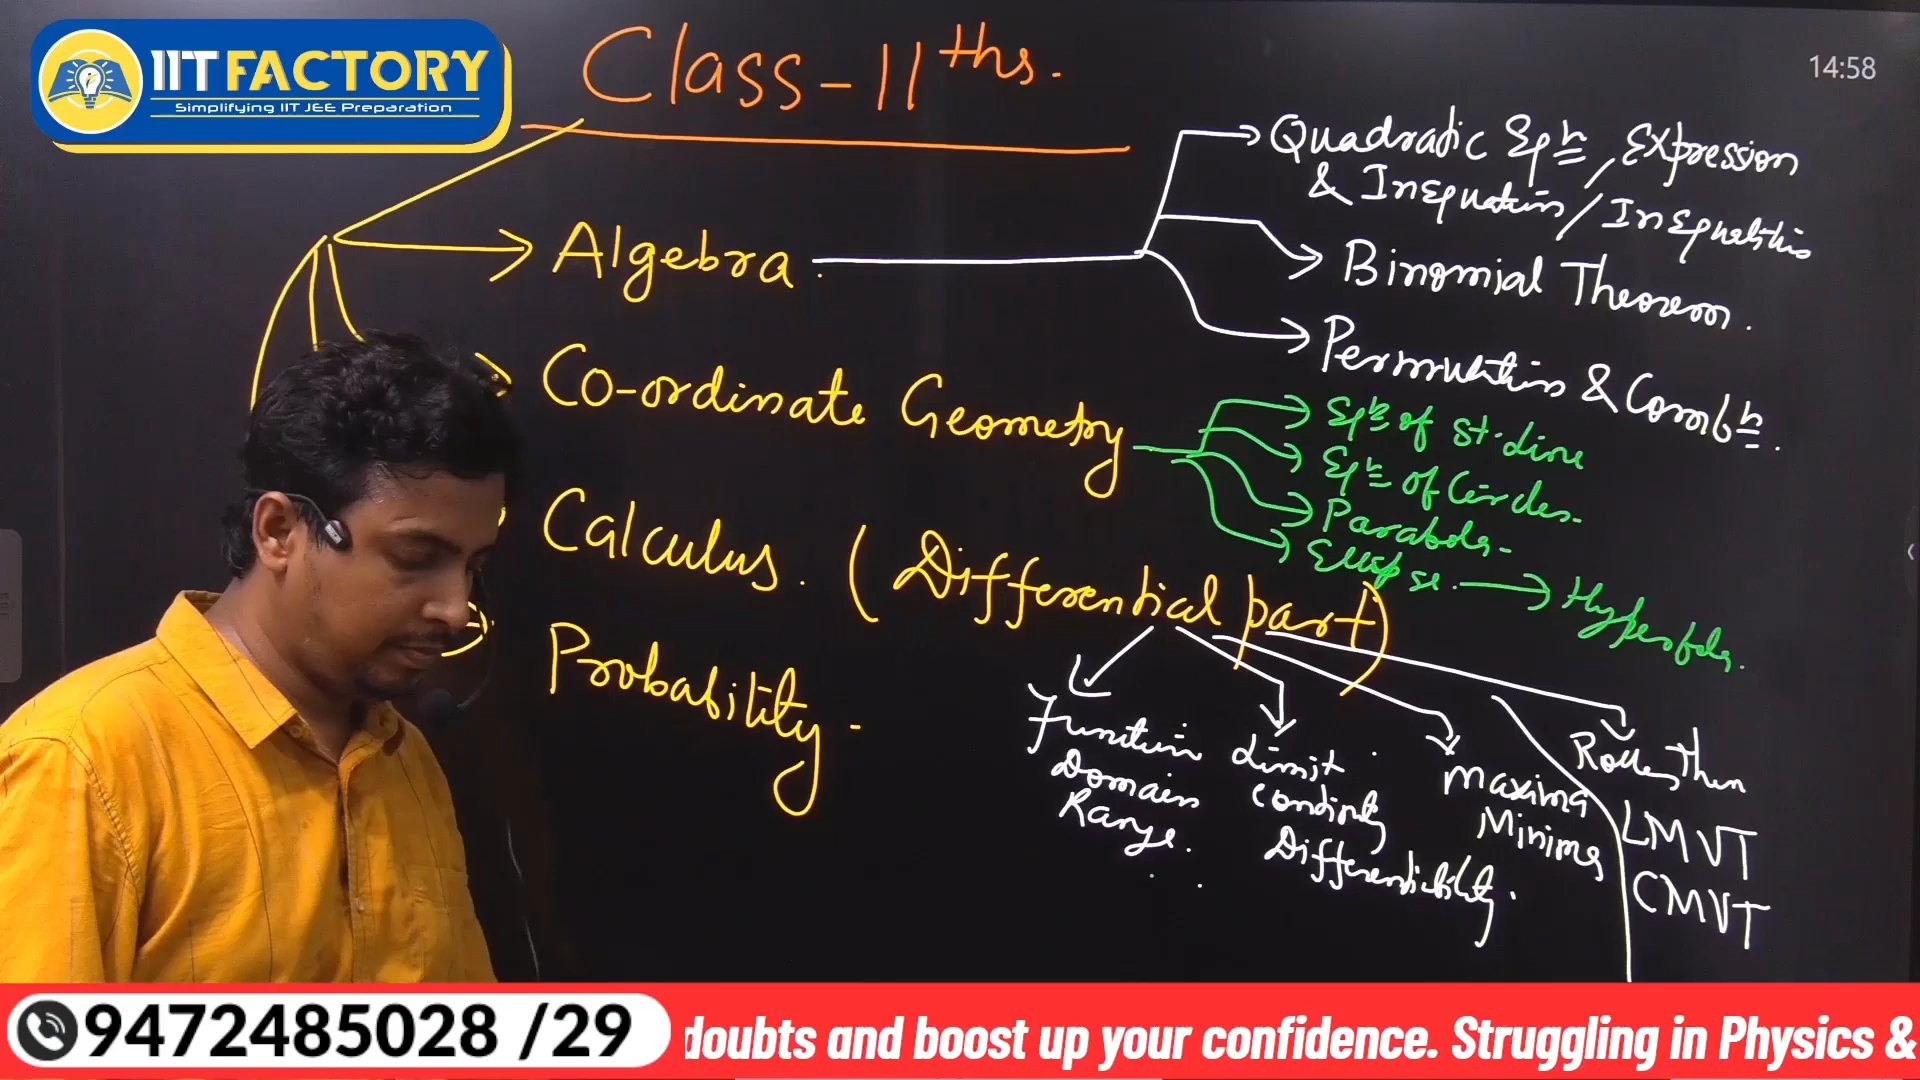 IIT FACTORY
Simplifying IIT JEE Preparation
Class-11ths.
14:58
Algebra.
Quadratic Eqn, Expression
& Inequation/Inequalities
Binomial Theorem.
Permutation & Combn.
Co-ordinate Geometry
Eqn of St. Line
Eqn of Circles
Parabola
Ellipse. → Hyperbola.
Calculus. (Differential part)
Function
Domain
Range.
Limit
Continuity
Differentiability.
Maxima
Minima
Rolles Thm
LMVT
CMVT
Probability.
9472485028 /29
doubts and boost up your confidence. Struggling in Physics &